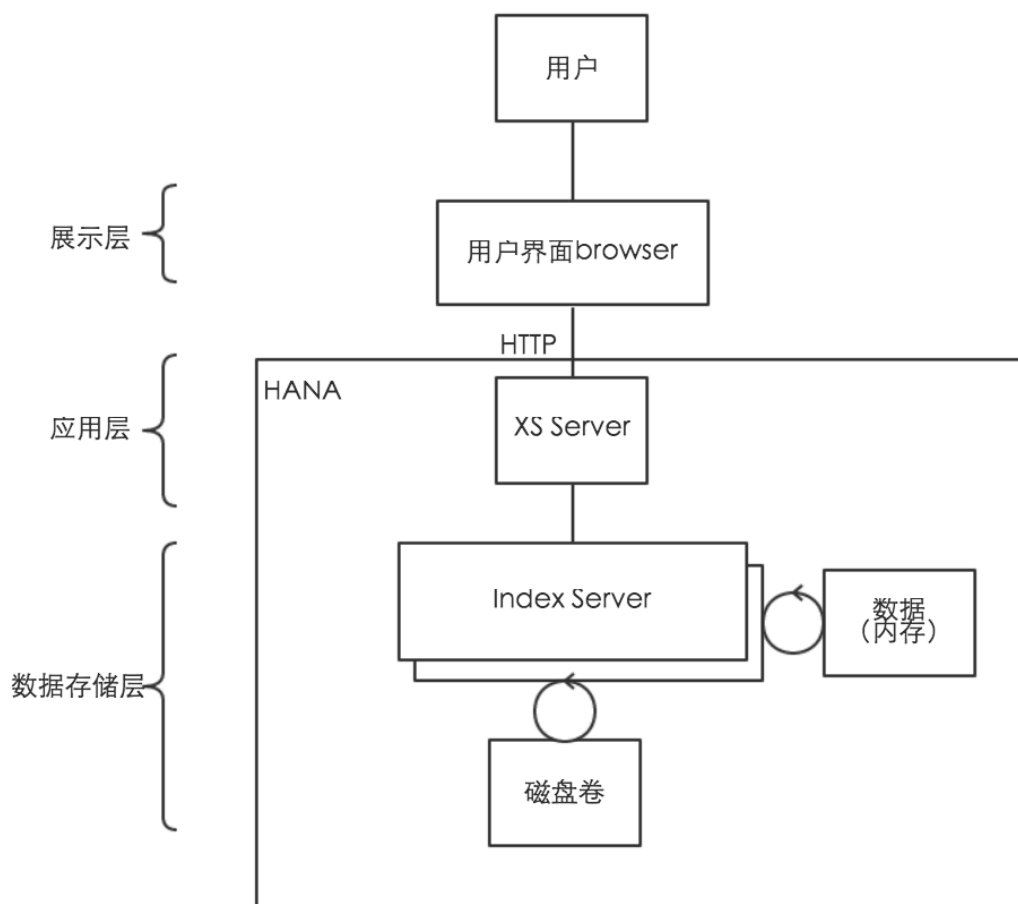 用户
展示层
用户界面browser
HTTP
HANA
应用层
XS Server
Index Server
数据
（内存）
数据存储层
磁盘卷